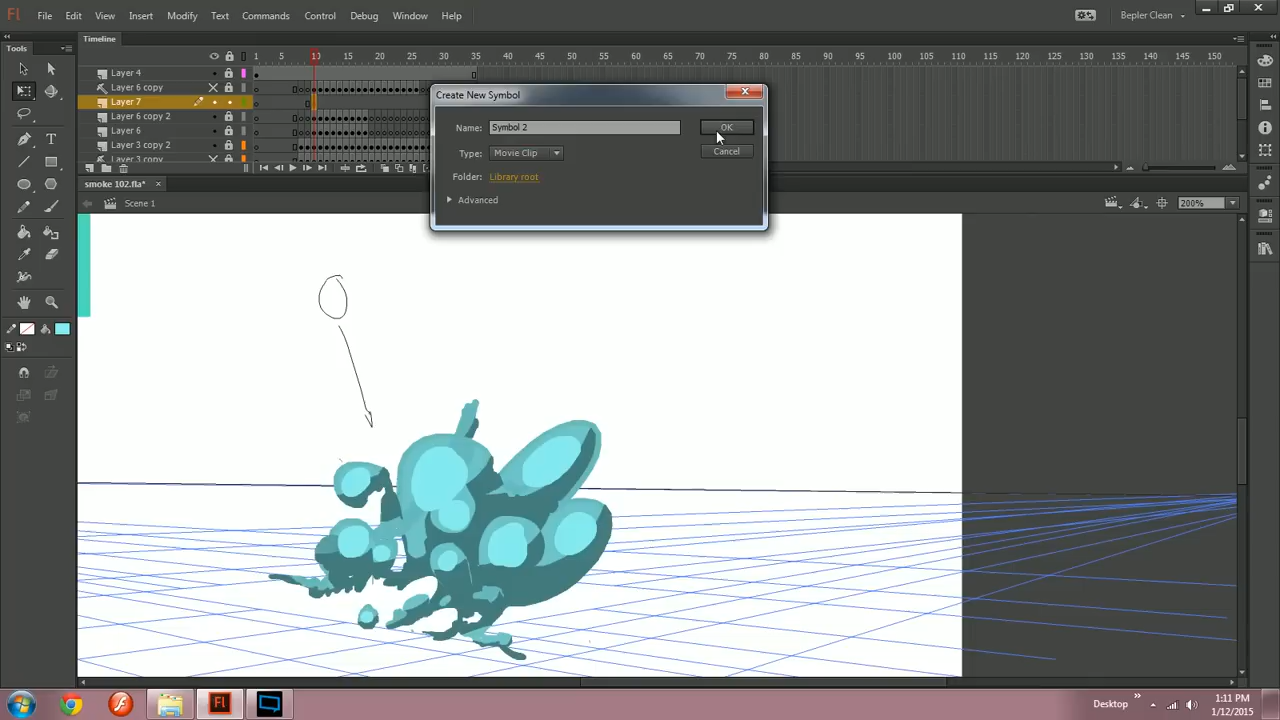 Fl File Edit View Insert Modify Text Commands Control Debug Window Help Bepler Clean
Tools
Timeline
1 5 10 15 20 25 30 35 40 45 50 55 60 65 70 75 80 85 90 95 100 105 110 115 120 125 130 135 140 145 150
Layer 4
Layer 6 copy
Layer 7
Layer 6 copy 2
Layer 6
Layer 3 copy 2
Layer 3 copy
Create New Symbol
Name: Symbol 2 OK
Type: Movie Clip Cancel
Folder: Library root
Advanced
smoke 102.fla* ×
Scene 1 200%
Fl
Desktop » 1:11 PM
1/12/2015